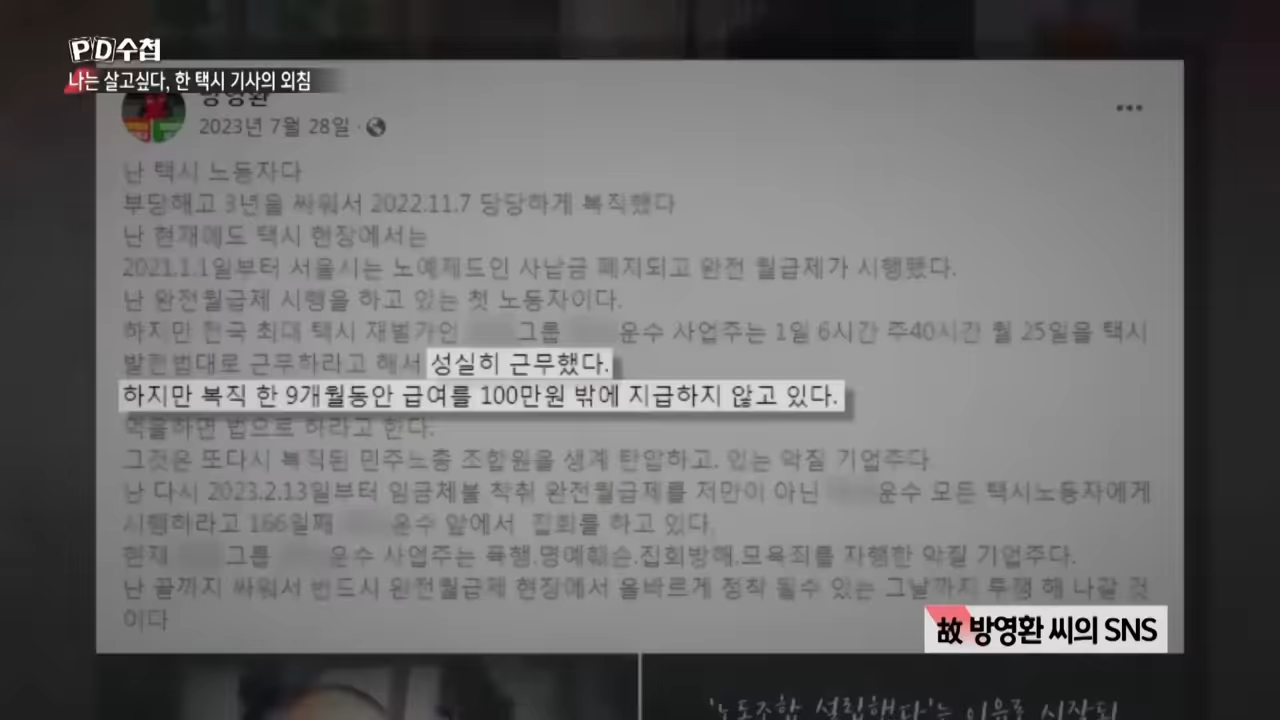 PD수첩
나는 살고싶다, 한 택시 기사의 외침
방영환
2023년 7월 28일
난 택시 노동자다
부당해고 3년을 싸워서 2022.11.7 당당하게 복직했다
난 현재에도 택시 현장에서는
2021.1.1일부터 서울시는 노예제도인 사납금 폐지되고 완전 월급제가 시행됐다.
난 완전월급제 시행을 하고 있는 첫 노동자이다.
하지만 전국 최대 택시 재벌가인 그룹 운수 사업주는 1일 6시간 주40시간 월 25일을 택시
발전법대로 근무하라고 해서 성실히 근무했다.
하지만 복직 한 9개월동안 급여를 100만원 밖에 지급하지 않고 있다.
억울하면 법으로 하라고 한다.
그것은 또다시 복직된 민주노총 조합원을 생계 탄압하고. 있는 악질 기업주다
난 다시 2023.2.13일부터 임금체불 착취 완전월급제를 저만이 아닌 운수 모든 택시노동자에게
시행하라고 166일째 운수 앞에서 집회를 하고 있다.
현재 그룹 운수 사업주는 폭행.명예훼손.집회방해.모욕죄를 자행한 악질 기업주다.
난 끝까지 싸워서 반드시 완전월급제 현장에서 올바르게 정착 될수 있는 그날까지 투쟁 해 나갈 것
이다
故 방영환 씨의 SNS